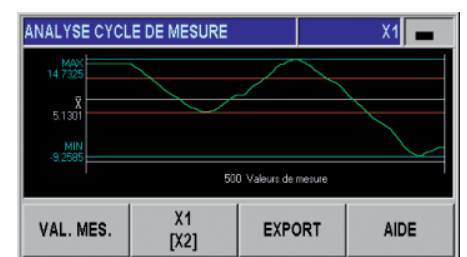 ANALYSE CYCLE DE MESURE X1
MAX
14.7325
X̄
5.1301
MIN
-9.2585
500 Valeurs de mesure
VAL. MES.
X1
[X2]
EXPORT
AIDE